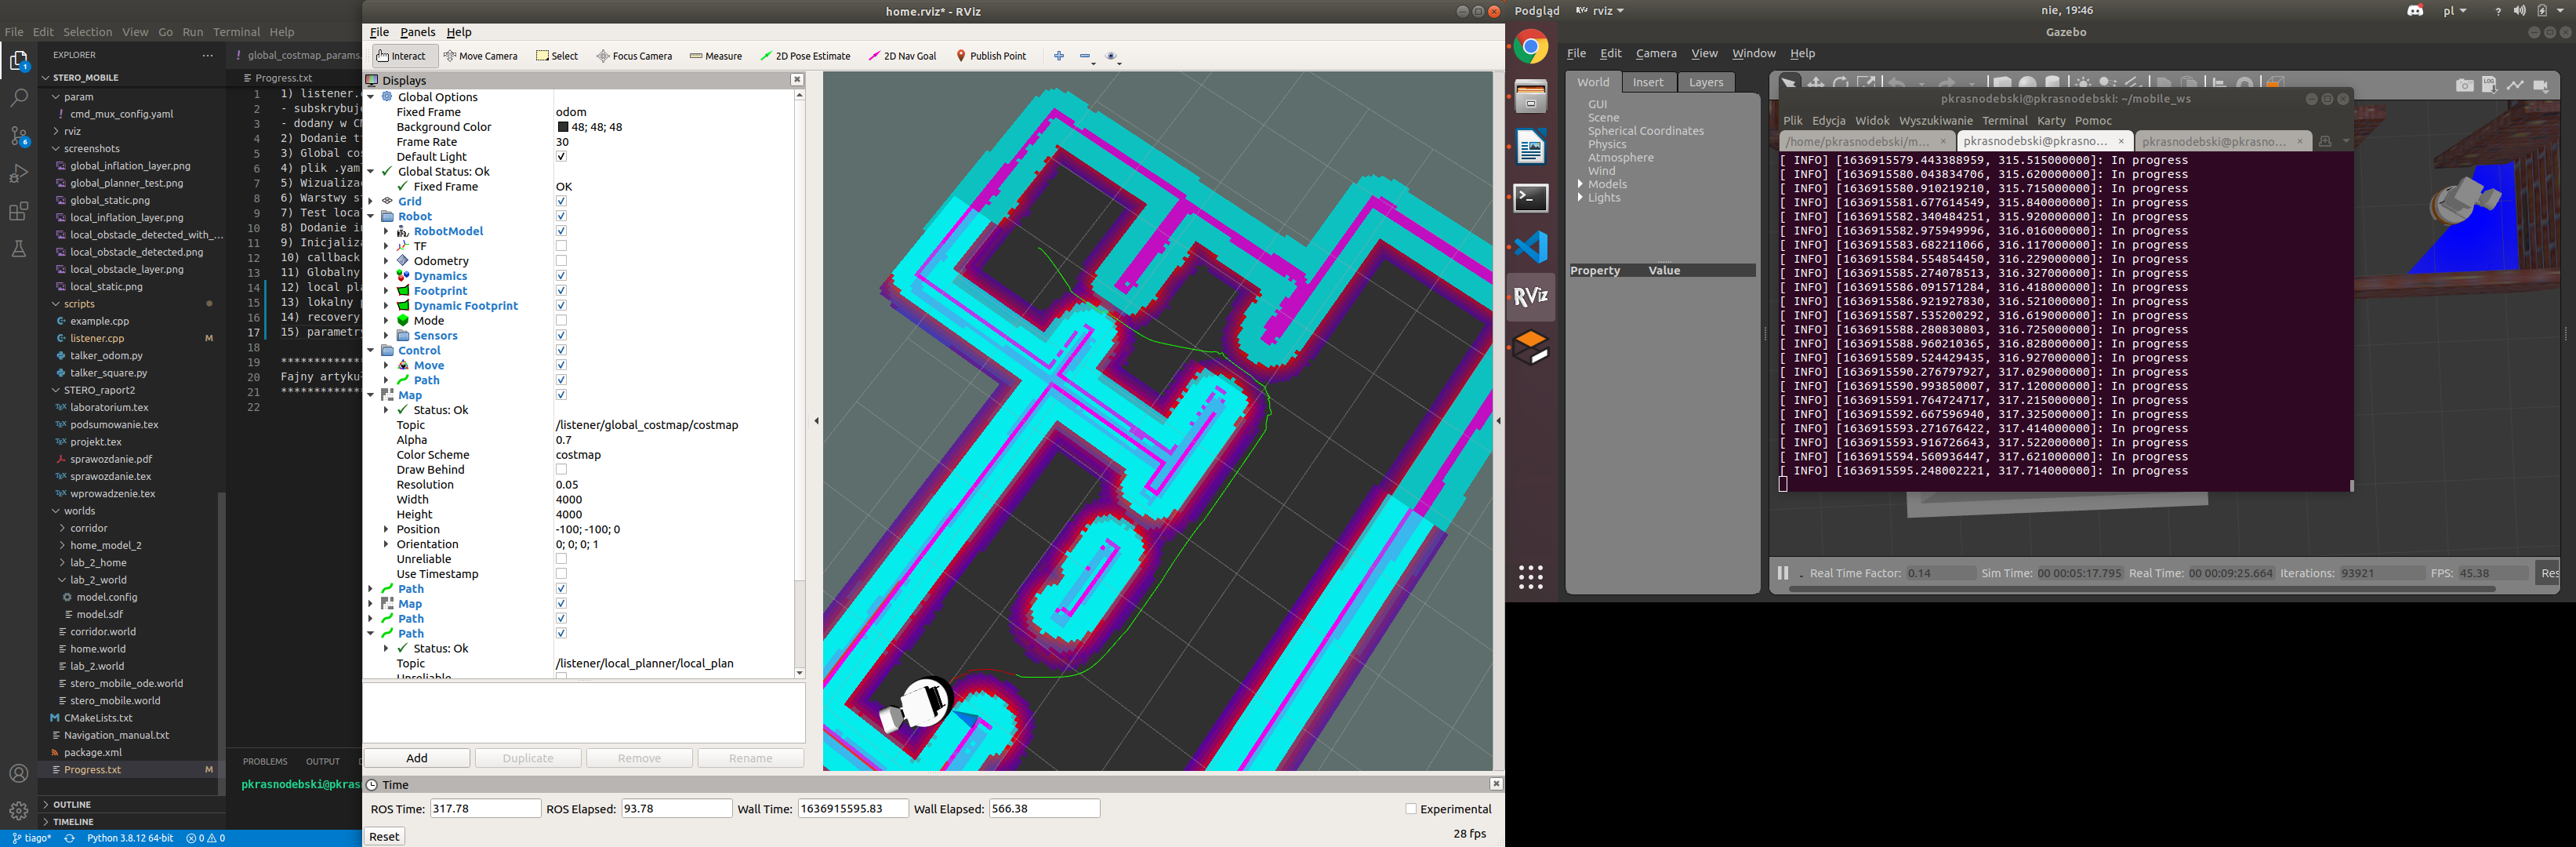 File Edit Selection View Go Run Terminal Help
EXPLORER
STERO_MOBILE
param
cmd_mux_config.yaml
rviz
screenshots
global_inflation_layer.png
global_planner_test.png
global_static.png
local_inflation_layer.png
local_obstacle_detected_with_...
local_obstacle_detected.png
local_obstacle_layer.png
local_static.png
scripts
example.cpp
listener.cpp M
talker_odom.py
talker_square.py
STERO_raport2
laboratorium.tex
podsumowanie.tex
projekt.tex
sprawozdanie.pdf
sprawozdanie.tex
wprowadzenie.tex
worlds
corridor
home_model_2
lab_2_home
lab_2_world
model.config
model.sdf
corridor.world
home.world
lab_2.world
stero_mobile_ode.world
stero_mobile.world
CMakeLists.txt
Navigation_manual.txt
package.xml
Progress.txt M
OUTLINE
TIMELINE
tiago* Python 3.8.12 64-bit 0 0
global_costmap_params.
Progress.txt
1 1) listener.
2 - subskrybuj
3 - dodany w C
4 2) Dodanie t
5 3) Global cos
6 4) plik .yam
7 5) Wizualizac
8 6) Warstwy s
9 7) Test loca
10 8) Dodanie i
11 9) Inicjaliza
12 10) callback
13 11) Globalny
14 12) local pla
15 13) lokalny p
16 14) recovery
17 15) parametry
18
19 *************
20 Fajny artyku
21 *************
22
PROBLEMS OUTPUT
pkrasnodebski@pkras
home.rviz* - RViz
File Panels Help
Interact Move Camera Select Focus Camera Measure 2D Pose Estimate 2D Nav Goal Publish Point
Displays
Global Options
Fixed Frame odom
Background Color 48; 48; 48
Frame Rate 30
Default Light
Global Status: Ok
Fixed Frame OK
Grid
Robot
RobotModel
TF
Odometry
Dynamics
Footprint
Dynamic Footprint
Mode
Sensors
Control
Move
Path
Map
Status: Ok
Topic /listener/global_costmap/costmap
Alpha 0.7
Color Scheme costmap
Draw Behind
Resolution 0.05
Width 4000
Height 4000
Position -100; -100; 0
Orientation 0; 0; 0; 1
Unreliable
Use Timestamp
Path
Map
Path
Path
Status: Ok
Topic /listener/local_planner/local_plan
Unreliable
Add Duplicate Remove Rename
Time
ROS Time: 317.78 ROS Elapsed: 93.78 Wall Time: 1636915595.83 Wall Elapsed: 566.38 Experimental
Reset 28 fps
Podgląd rviz nie, 19:46 pl
Gazebo
File Edit Camera View Window Help
World Insert Layers
GUI
Scene
Spherical Coordinates
Physics
Atmosphere
Wind
Models
Lights
Property Value
RViz
pkrasnodebski@pkrasnodebski: ~/mobile_ws
Plik Edycja Widok Wyszukiwanie Terminal Karty Pomoc
/home/pkrasnodebski/m... pkrasnodebski@pkrasno... pkrasnodebski@pkrasno...
[ INFO] [1636915579.443388959, 315.515000000]: In progress
[ INFO] [1636915580.043834706, 315.620000000]: In progress
[ INFO] [1636915580.910219210, 315.715000000]: In progress
[ INFO] [1636915581.677614549, 315.840000000]: In progress
[ INFO] [1636915582.340484251, 315.920000000]: In progress
[ INFO] [1636915582.975949996, 316.016000000]: In progress
[ INFO] [1636915583.682211066, 316.117000000]: In progress
[ INFO] [1636915584.554854450, 316.229000000]: In progress
[ INFO] [1636915585.274078513, 316.327000000]: In progress
[ INFO] [1636915586.091571284, 316.418000000]: In progress
[ INFO] [1636915586.921927830, 316.521000000]: In progress
[ INFO] [1636915587.535200292, 316.619000000]: In progress
[ INFO] [1636915588.280830803, 316.725000000]: In progress
[ INFO] [1636915588.960210365, 316.828000000]: In progress
[ INFO] [1636915589.524429435, 316.927000000]: In progress
[ INFO] [1636915590.276797927, 317.029000000]: In progress
[ INFO] [1636915590.993850007, 317.120000000]: In progress
[ INFO] [1636915591.764724717, 317.215000000]: In progress
[ INFO] [1636915592.667596940, 317.325000000]: In progress
[ INFO] [1636915593.271676422, 317.414000000]: In progress
[ INFO] [1636915593.916726643, 317.522000000]: In progress
[ INFO] [1636915594.560936447, 317.621000000]: In progress
[ INFO] [1636915595.248002221, 317.714000000]: In progress
Real Time Factor: 0.14 Sim Time: 00 00:05:17.795 Real Time: 00 00:09:25.664 Iterations: 93921 FPS: 45.38 Res